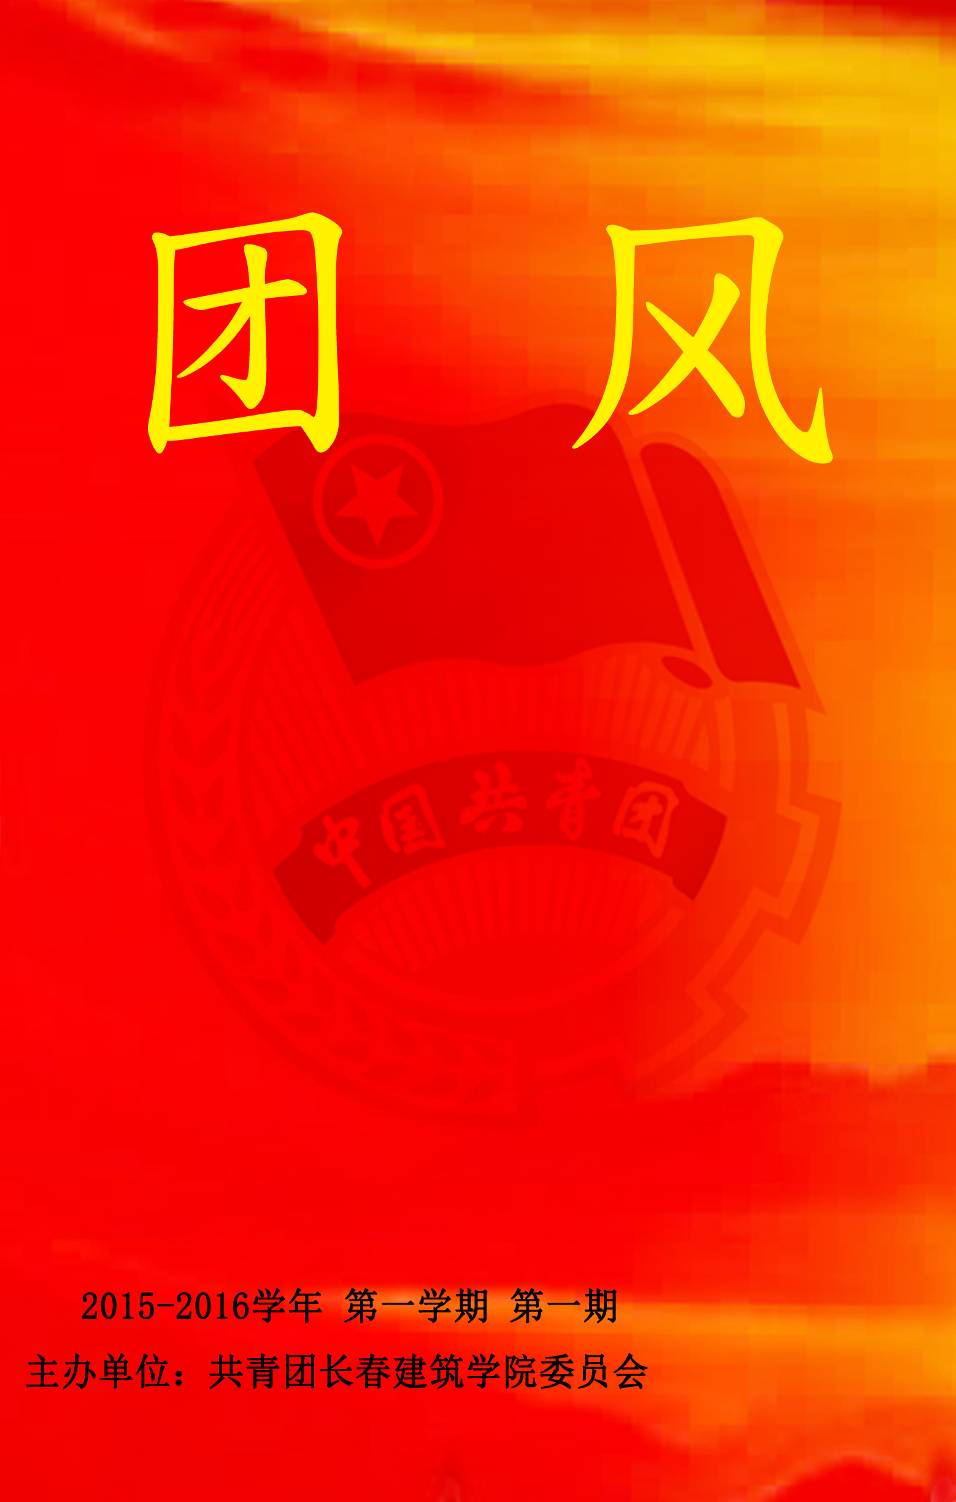 团 风
中国共青团
2015-2016学年 第一学期 第一期
主办单位：共青团长春建筑学院委员会